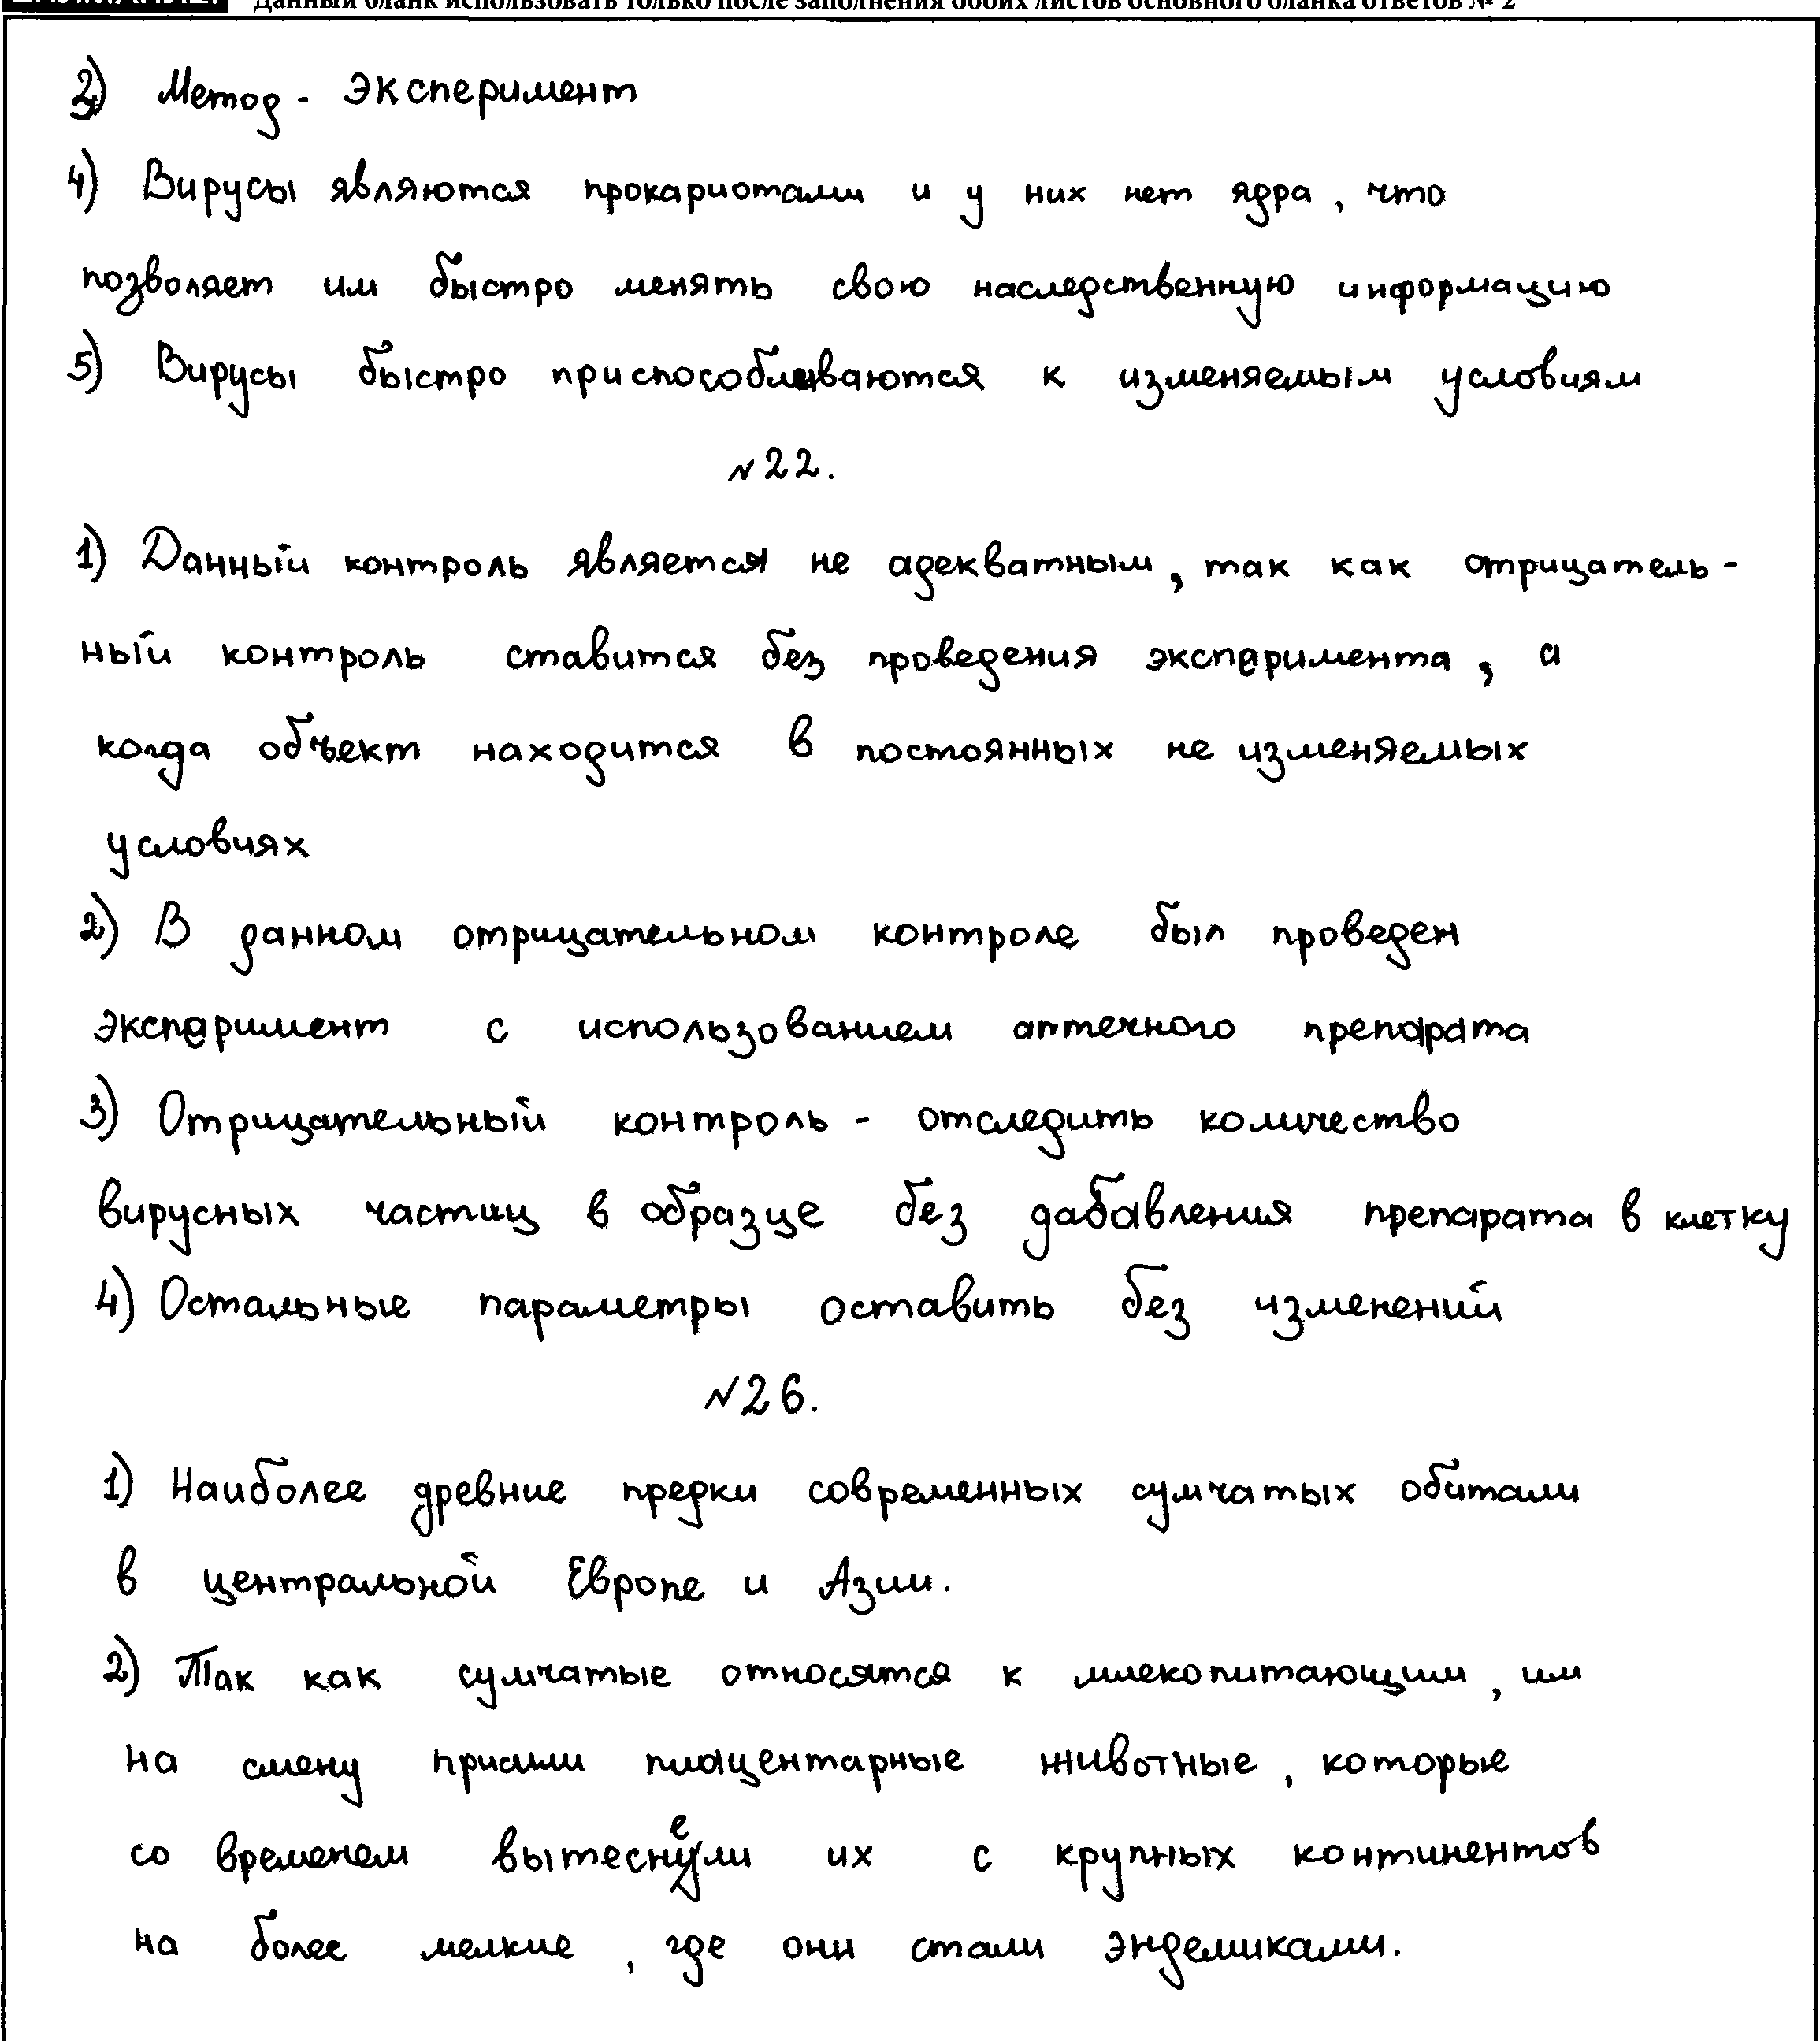 Данный бланк использовать только после заполнения обоих листов основного бланка ответов № 2
3) Метод - эксперимент
4) Вирусы являются прокариотами и у них нет ядра, что
позволяет им быстро менять свою наследственную информацию
5) Вирусы быстро приспосабливаются к изменяемым условиям
№22.
1) Данный контроль является не адекватным, так как отрицатель-
ный контроль ставится без проведения эксперимента, а
когда объект находится в постоянных не изменяемых
условиях
2) В данном отрицательном контроле был проведен
эксперимент с использованием аптечного препарата
3) Отрицательный контроль - отследить количество
вирусных частиц в образце без дабавления препарата в клетку
4) Остальные параметры оставить без изменений
№26.
1) Наиболее древние предки современных сумчатых обитали
в центральной Европе и Азии.
2) Так как сумчатые относятся к млекопитающим, им
на смену пришли плацентарные животные, которые
со временем вытеснели их с крупных континентов
на более мелкие, где они стали эндемиками.